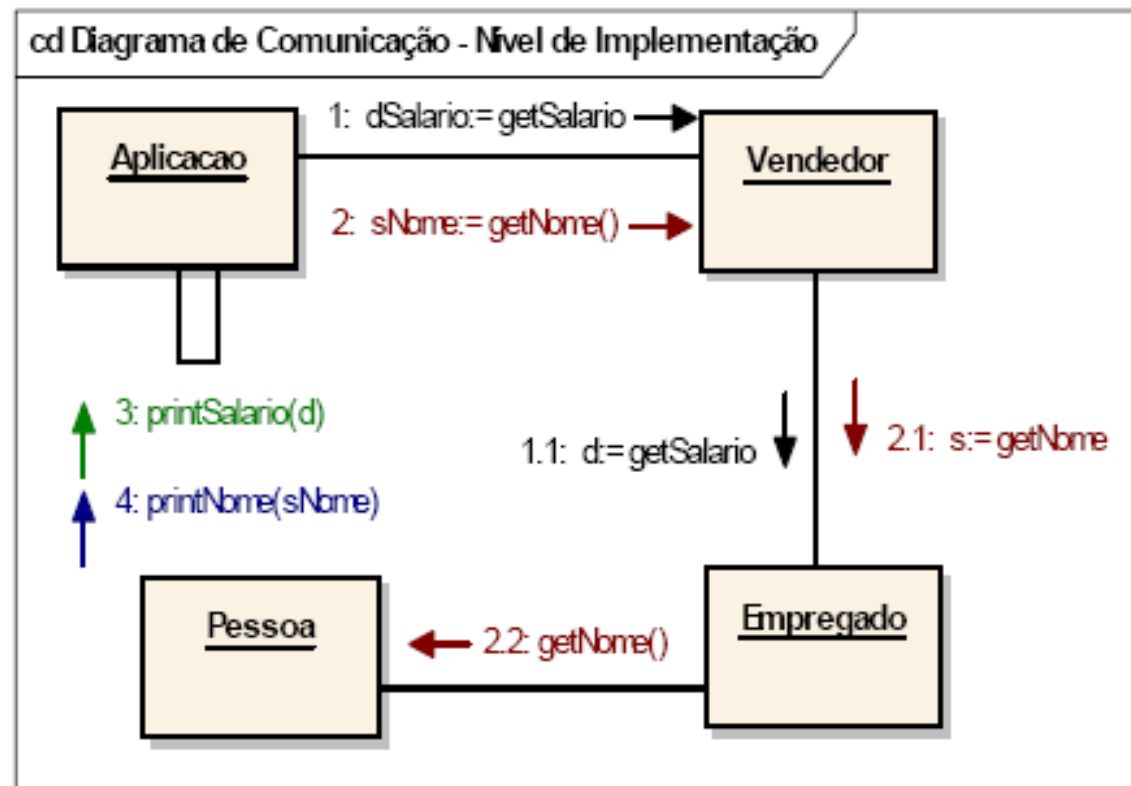 cd Diagrama de Comunicação - Nível de Implementação
1: dSalario:= getSalario
Aplicacao
Vendedor
2: sNome:= getNome()
3: printSalario(d)
1.1: d:= getSalario
2.1: s:= getNome
4: printNome(sNome)
Pessoa
Empregado
2.2: getNome()